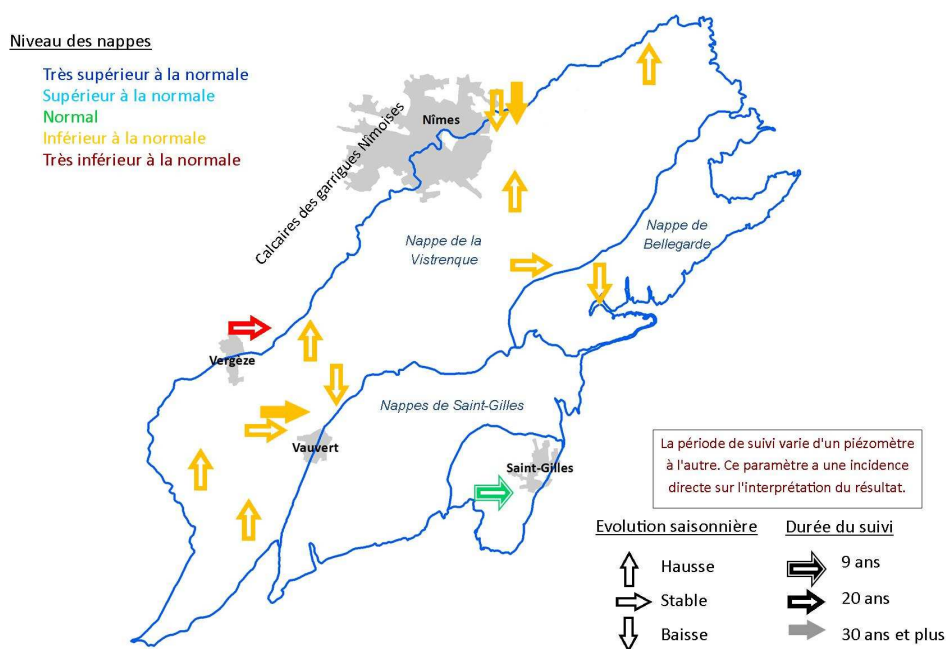 Niveau des nappes
Très supérieur à la normale
Supérieur à la normale
Normal
Inférieur à la normale
Très inférieur à la normale
Nîmes
Calcaires des garrigues Nîmoises
Nappe de la
Vistrenque
Nappe de
Bellegarde
Vergèze
Nappes de Saint-Gilles
Vauvert
Saint-Gilles
La période de suivi varie d'un piézomètre
à l'autre. Ce paramètre a une incidence
directe sur l'interprétation du résultat.
Evolution saisonnière
Hausse
Stable
Baisse
Durée du suivi
9 ans
20 ans
30 ans et plus